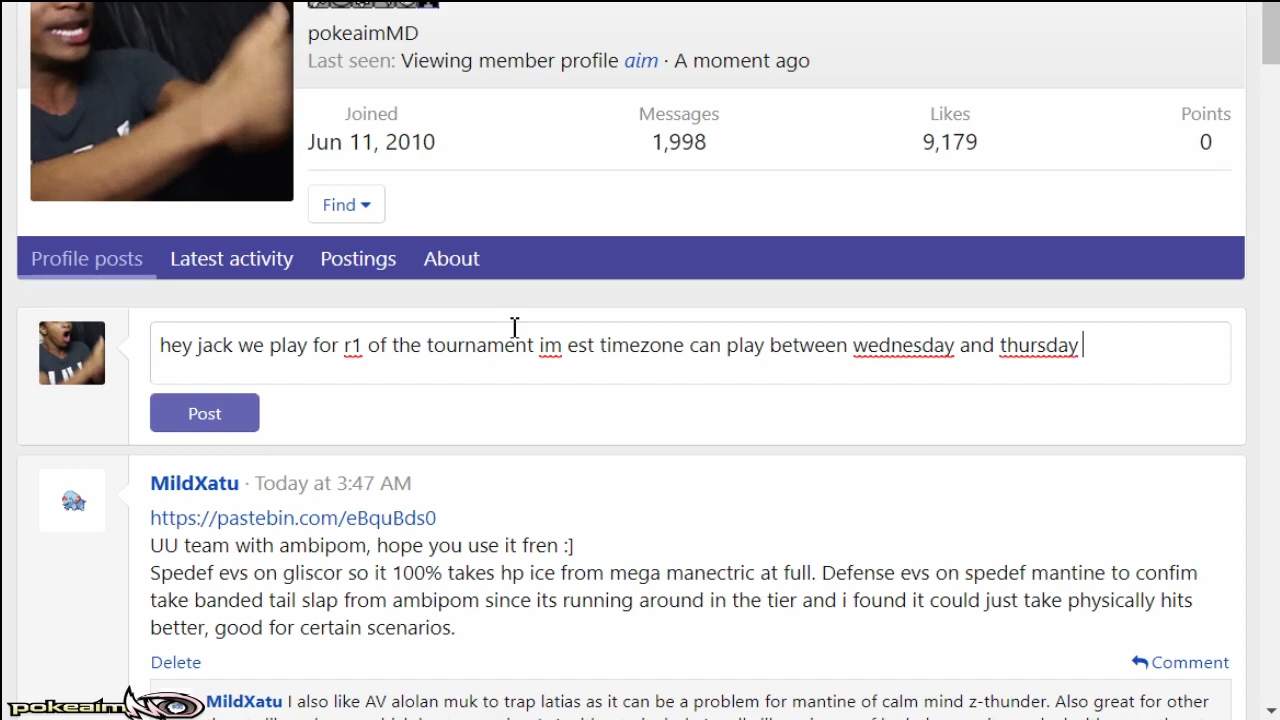 pokeaimMD
Last seen: Viewing member profile aim · A moment ago
Joined Messages Likes Points
Jun 11, 2010 1,998 9,179 0
Find
Profile posts Latest activity Postings About
hey jack we play for r1 of the tournament im est timezone can play between wednesday and thursday
Post
MildXatu · Today at 3:47 AM
https://pastebin.com/eBquBds0
UU team with ambipom, hope you use it fren :]
Spedef evs on gliscor so it 100% takes hp ice from mega manectric at full. Defense evs on spedef mantine to confim
take banded tail slap from ambipom since its running around in the tier and i found it could just take physically hits
better, good for certain scenarios.
Delete Comment
MildXatu I also like AV alolan muk to trap latias as it can be a problem for mantine of calm mind z-thunder. Also great for other
pokeaim